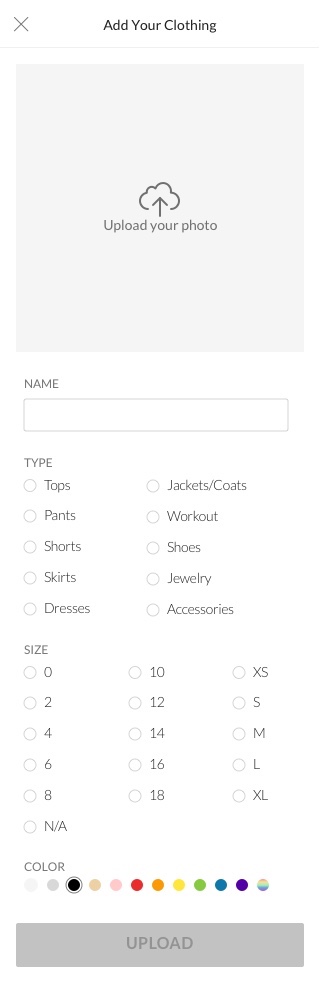 Add Your Clothing
Upload your photo
NAME
TYPE
Tops Jackets/Coats
Pants Workout
Shorts Shoes
Skirts Jewelry
Dresses Accessories
SIZE
0 10 XS
2 12 S
4 14 M
6 16 L
8 18 XL
N/A
COLOR
UPLOAD